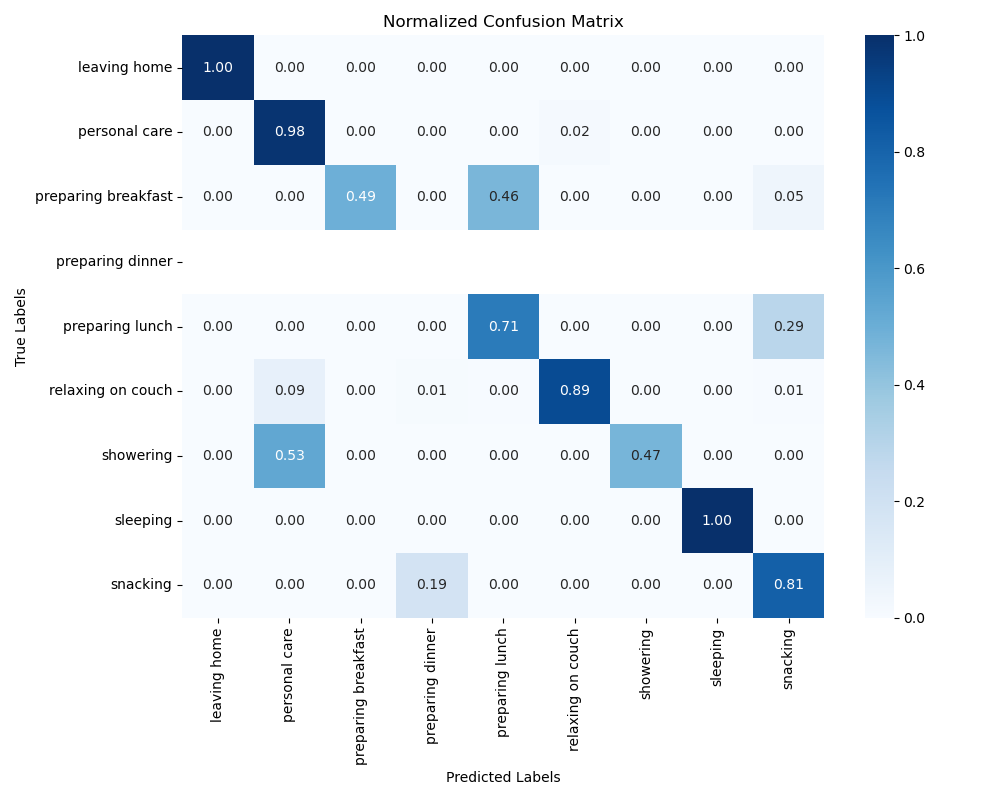 Normalized Confusion Matrix
leaving home 1.00 0.00 0.00 0.00 0.00 0.00 0.00 0.00 0.00
personal care 0.00 0.98 0.00 0.00 0.00 0.02 0.00 0.00 0.00
preparing breakfast 0.00 0.00 0.49 0.00 0.46 0.00 0.00 0.00 0.05
preparing dinner
preparing lunch 0.00 0.00 0.00 0.00 0.71 0.00 0.00 0.00 0.29
relaxing on couch 0.00 0.09 0.00 0.01 0.00 0.89 0.00 0.00 0.01
showering 0.00 0.53 0.00 0.00 0.00 0.00 0.47 0.00 0.00
sleeping 0.00 0.00 0.00 0.00 0.00 0.00 0.00 1.00 0.00
snacking 0.00 0.00 0.00 0.19 0.00 0.00 0.00 0.00 0.81
True Labels
leaving home
personal care
preparing breakfast
preparing dinner
preparing lunch
relaxing on couch
showering
sleeping
snacking
Predicted Labels
1.0
0.8
0.6
0.4
0.2
0.0